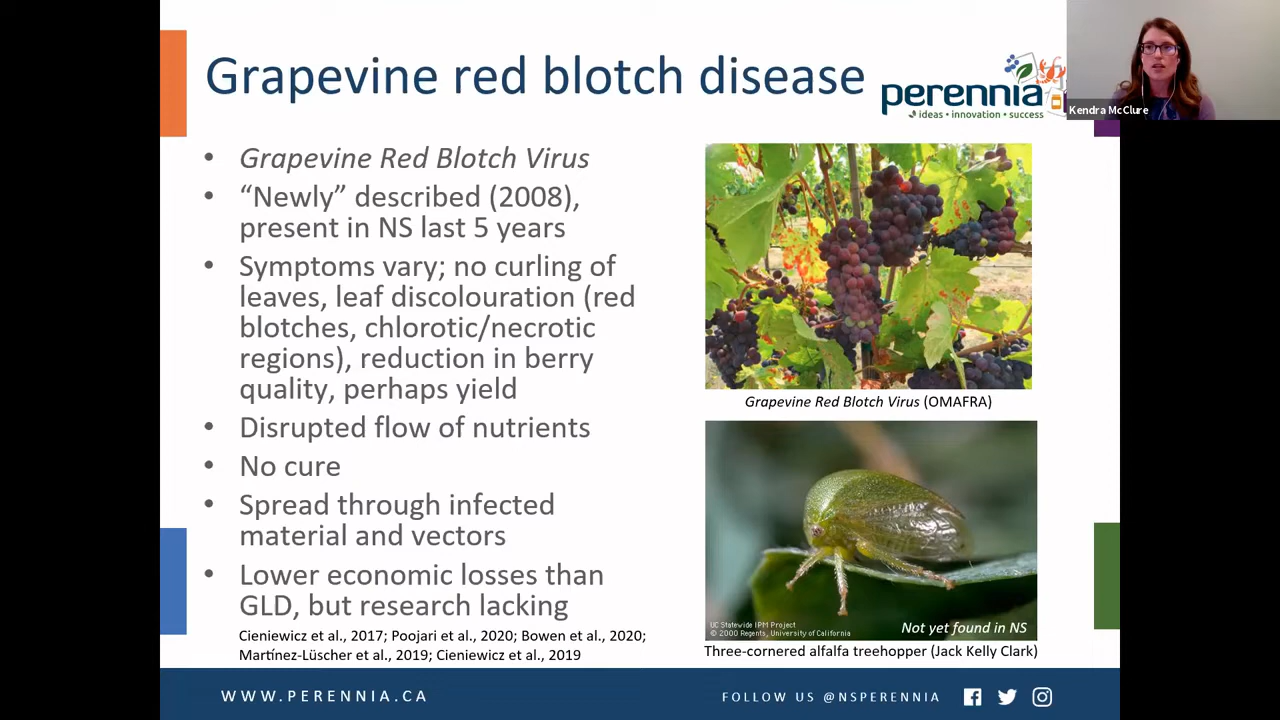 Grapevine red blotch disease
perennia
ideas • innovation • success
Kendra McClure
• Grapevine Red Blotch Virus
• “Newly” described (2008),
present in NS last 5 years
• Symptoms vary; no curling of
leaves, leaf discolouration (red
blotches, chlorotic/necrotic
regions), reduction in berry
quality, perhaps yield
• Disrupted flow of nutrients
• No cure
• Spread through infected
material and vectors
• Lower economic losses than
GLD, but research lacking
Cieniewicz et al., 2017; Poojari et al., 2020; Bowen et al., 2020;
Martínez-Lüscher et al., 2019; Cieniewicz et al., 2019
Grapevine Red Blotch Virus (OMAFRA)
UC Statewide IPM Project
© 2000 Regents, University of California
Not yet found in NS
Three-cornered alfalfa treehopper (Jack Kelly Clark)
WWW.PERENNIA.CA
FOLLOW US @NSPERENNIA